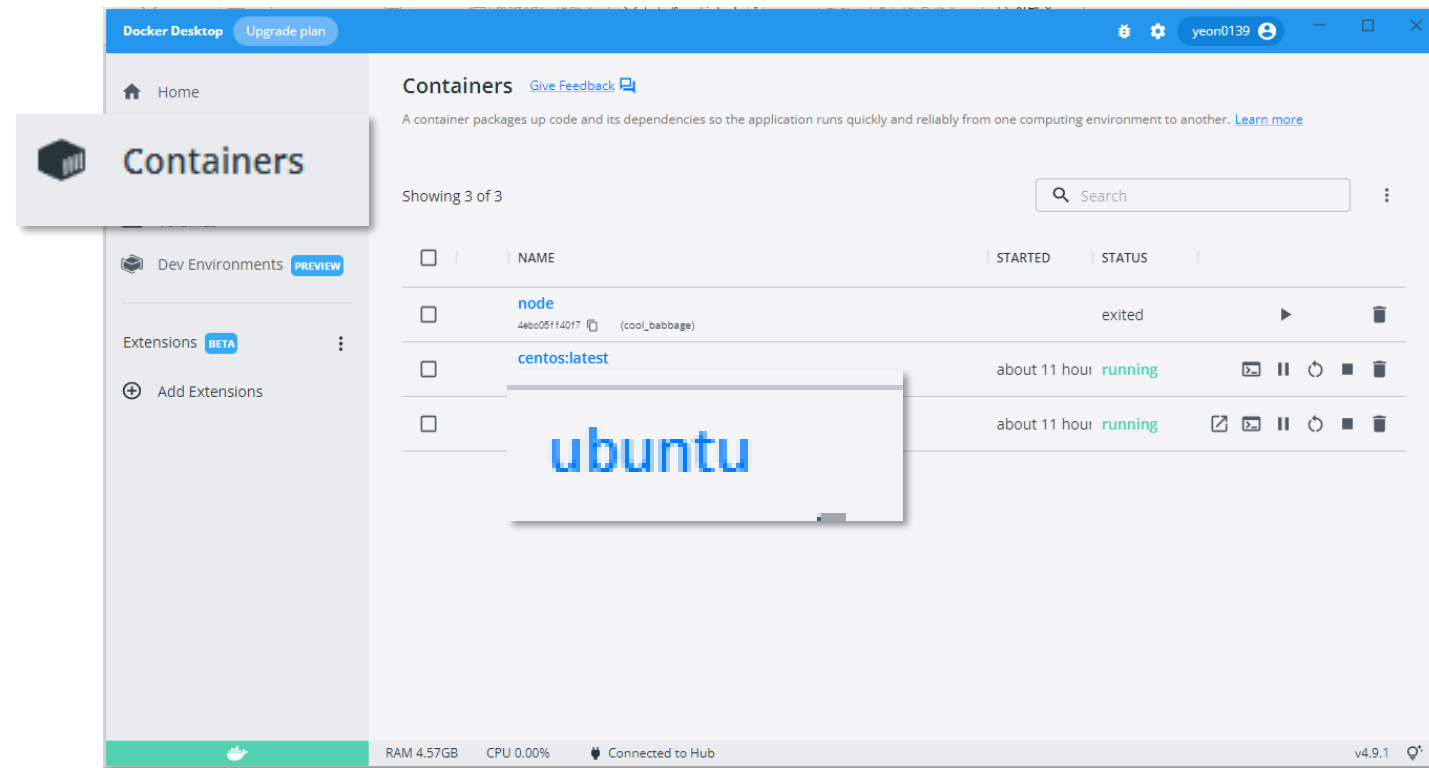 Docker Desktop Upgrade plan yeon0139
Home
Containers
Dev Environments PREVIEW
Extensions BETA
Add Extensions
Containers Give Feedback
A container packages up code and its dependencies so the application runs quickly and reliably from one computing environment to another. Learn more
Showing 3 of 3 Search
NAME STARTED STATUS
node exited
4ebc05ff40f7 (cool_babbage)
centos:latest
about 11 hour running
ubuntu
about 11 hour running
RAM 4.57GB CPU 0.00% Connected to Hub v4.9.1